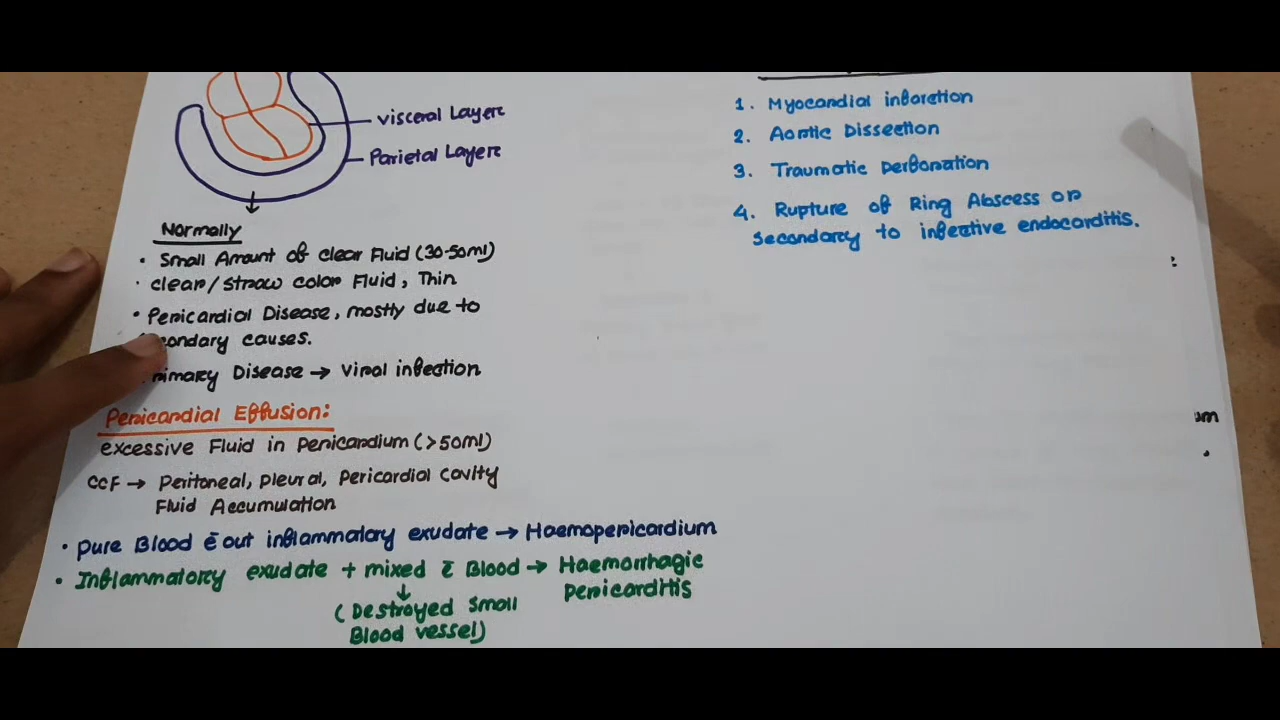 visceral Layer
Parietal Layer
Normally
• Small Amount of clear Fluid (30-50ml)
• clear/straw color Fluid, Thin
• Pericardial Disease, mostly due to
condary causes.
rimary Disease → Viral infection
Pericardial Effusion:
excessive Fluid in Pericardium (>50ml)
CCF → Peritoneal, Pleural, Pericardial cavity
Fluid Accumulation
• Pure Blood c̄ out inflammatory exudate → Haemopericardium
• Inflammatory exudate + mixed c̄ Blood → Haemorrhagic
Pericarditis
↓
(Destroyed small
Blood vessel)
1. Myocardial infarction
2. Aortic Dissection
3. Traumatic perforation
4. Rupture of Ring Abscess or
secondary to infective endocarditis.
:
um
.